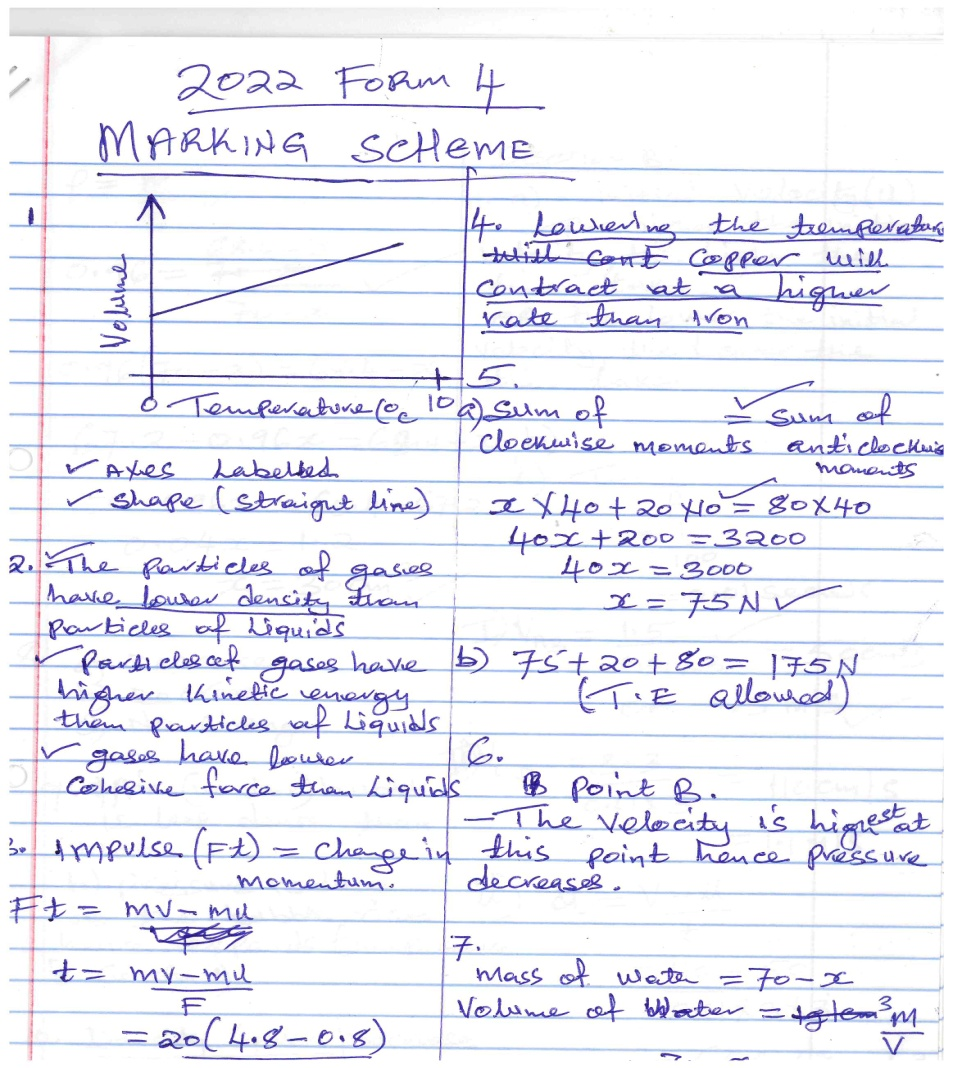 2022 FORM 4
MARKING SCHEME
1
Volume
0 Temperature (0c 10
✓ Axes Labelled
✓ Shape (Straight line)
2. ✓ The particles of gases
have lower density than
particles of Liquids
✓ Particles of gases have
higher Kinetic energy
than particles of Liquids
✓ gases have lower
Cohesive force than Liquids
3. Impulse (Ft) = Change in
momentum.
Ft = mv - mu
t = mv - mu
F
= 20(4.8 - 0.8)
4. Lowering the temperature
will cont Copper will
contract at a higher
rate than Iron
5.
a) Sum of = ✓ Sum of
clockwise moments anticlockwis
moments
x X 40 + 20 X 10 = ✓ 80 X 40
40x + 200 = 3200
40x = 3000
x = 75N ✓
b) 75 + 20 + 80 = 175N
(T.E allowed)
6.
B Point B.
- The velocity is highest at
this point hence pressure
decreases.
7.
Mass of water = 70 - x
Volume of Water = 1g/cm³ M
V